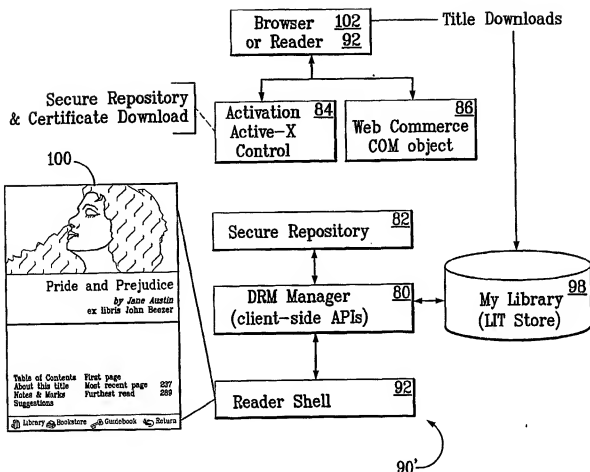 Browser 102
or Reader 92
Title Downloads
Secure Repository
& Certificate Download
Activation 84
Active-X
Control
86
Web Commerce
COM object
100
Pride and Prejudice
by Jane Austin
ex libris John Beezer
Table of Contents First page
About this title Most recent page 237
Notes & Marks Furthest read 289
Suggestions
Library Bookstore Guidebook Return
82
Secure Repository
DRM Manager 80
(client-side APIs)
My Library 98
(LIT Store)
92
Reader Shell
90'